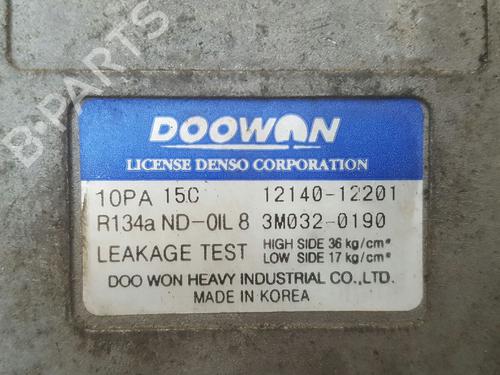 B-PARTS
DOOWON
LICENSE DENSO CORPORATION
10PA 15C 12140-12201
R134a ND-OIL 8 3M032-0190
LEAKAGE TEST HIGH SIDE 36 kg/cm²
LOW SIDE 17 kg/cm²
DOO WON HEAVY INDUSTRIAL CO.,LTD.
MADE IN KOREA